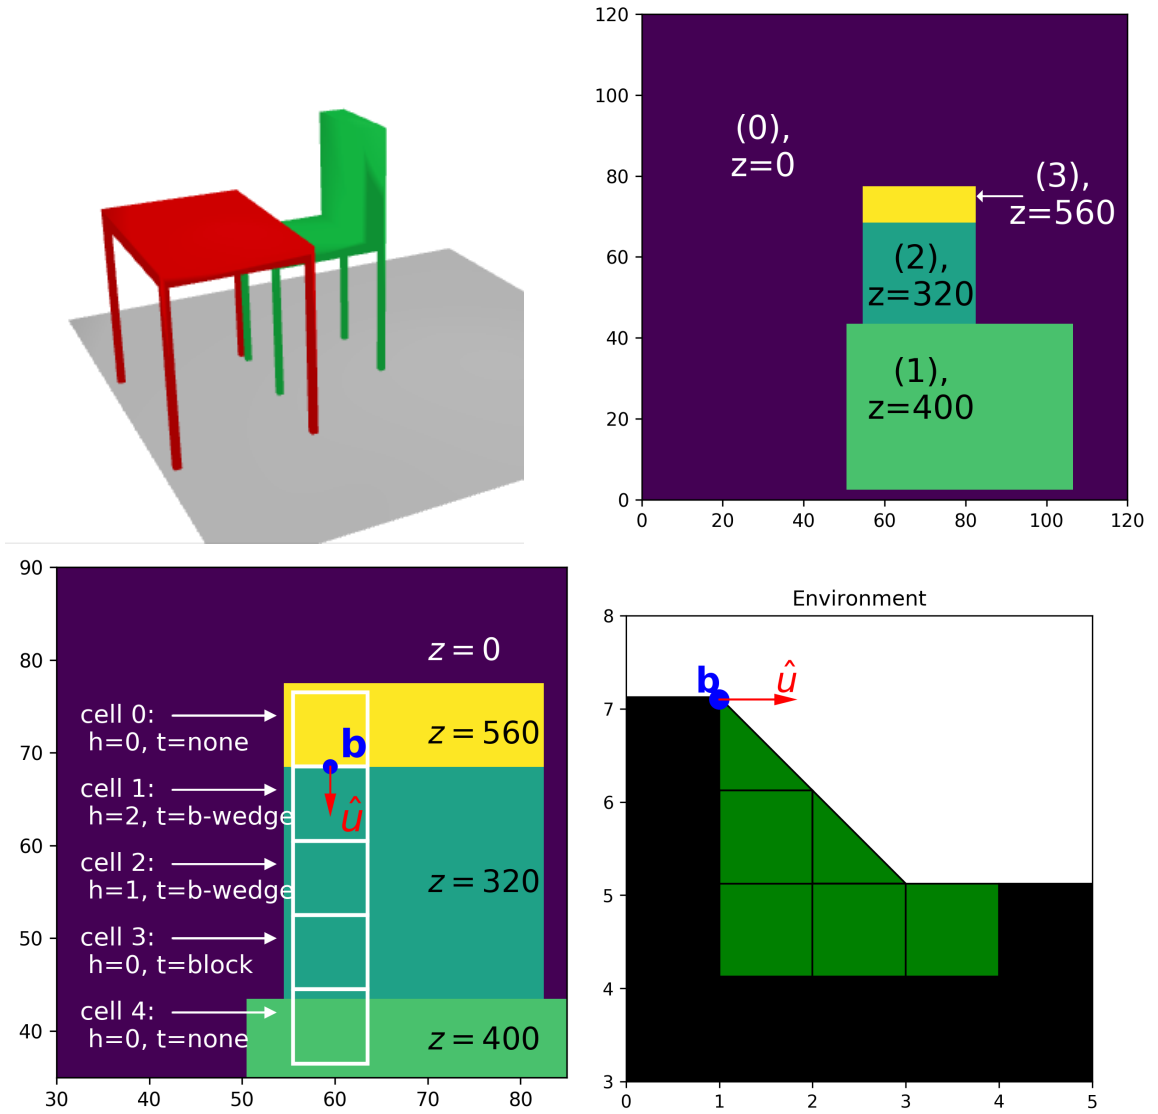 120
100
80
60
40
20
0
(0),
z=0
(3),
z=560
(2),
z=320
(1),
z=400
0
20
40
60
80
100
120
90
80
70
60
50
40
z = 0
cell 0:
h=0, t=none
b
z = 560
cell 1:
h=2, t=b-wedge
û
cell 2:
h=1, t=b-wedge
z = 320
cell 3:
h=0, t=block
cell 4:
h=0, t=none
z = 400
30
40
50
60
70
80
Environment
8
7
6
5
4
3
b
û
0
1
2
3
4
5